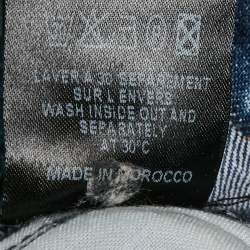 LAVER A 30 SEPAREMENT
SUR L'ENVERS
WASH INSIDE OUT AND
SEPARATELY
AT 30°C
MADE IN MOROCCO